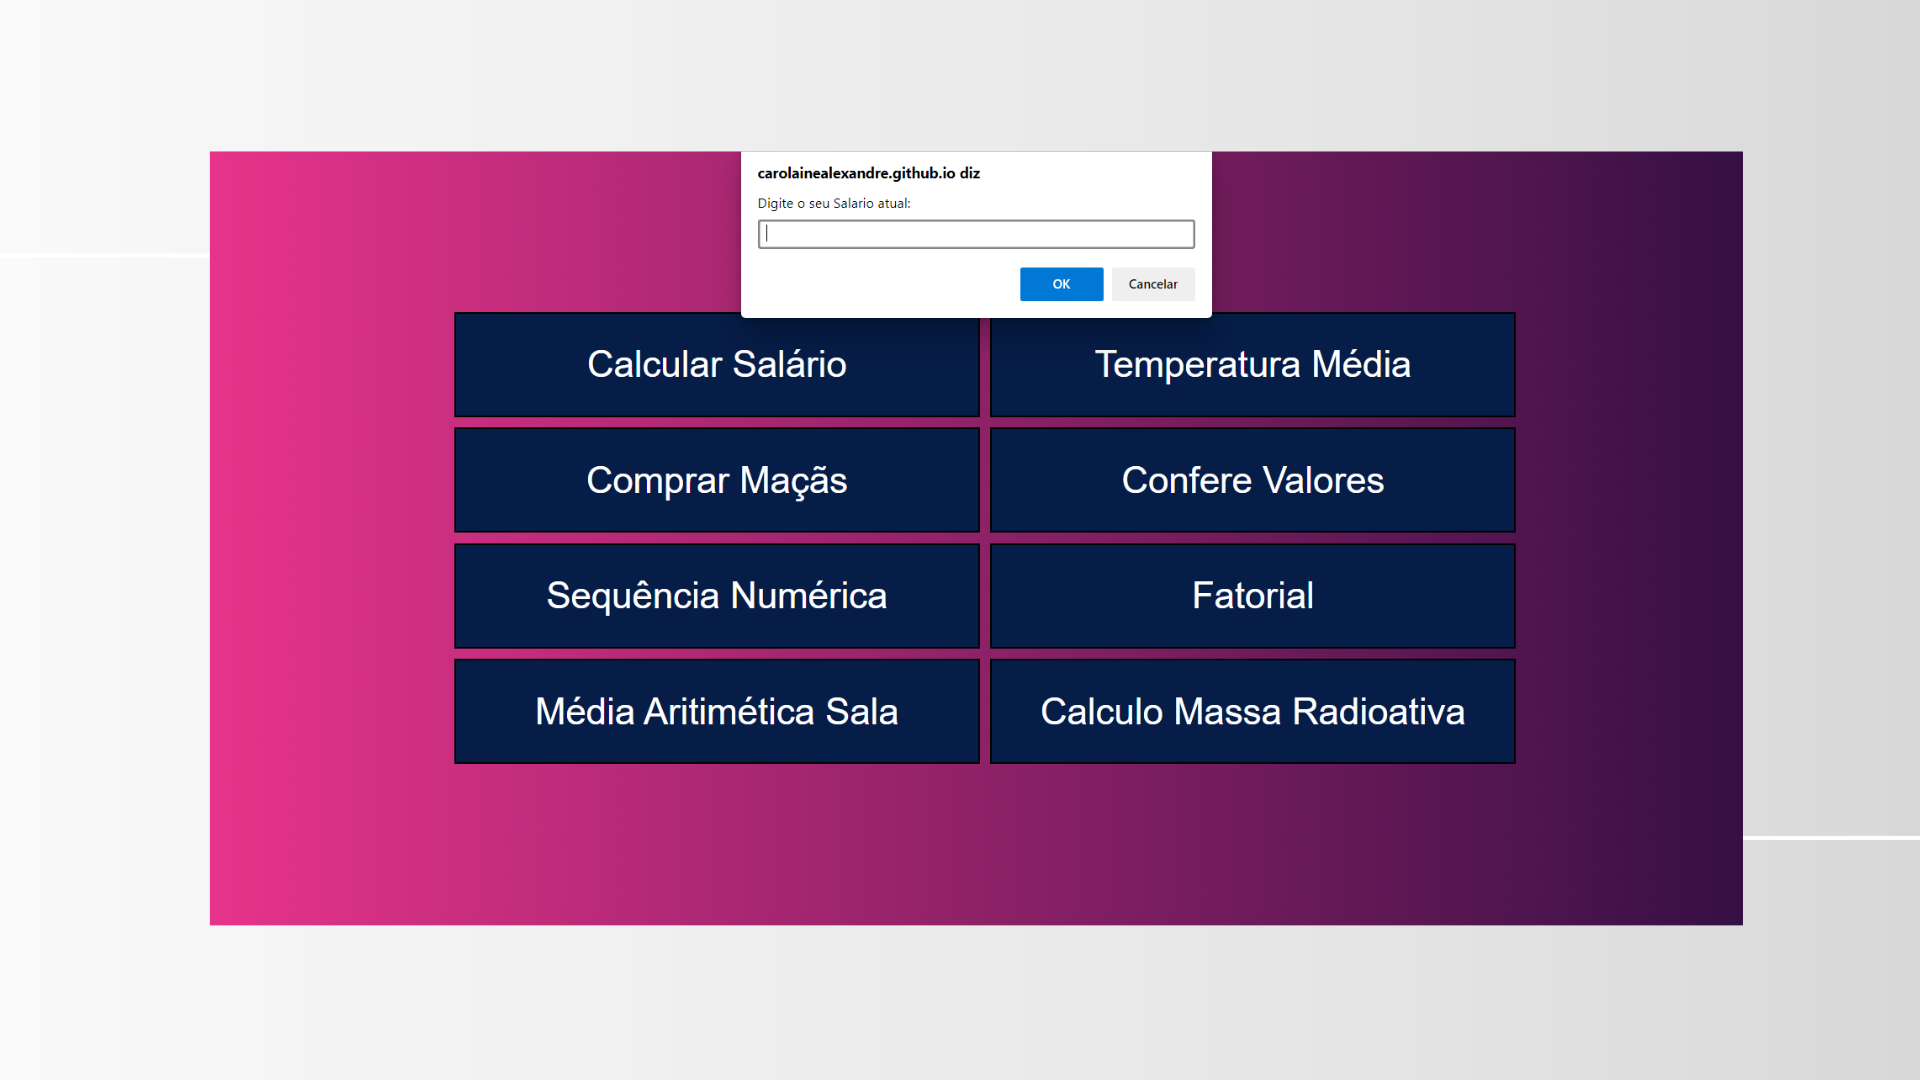 carolainealexandre.github.io diz
Digite o seu Salario atual:
OK Cancelar
Calcular Salário Temperatura Média
Comprar Maçãs Confere Valores
Sequência Numérica Fatorial
Média Aritimética Sala Calculo Massa Radioativa